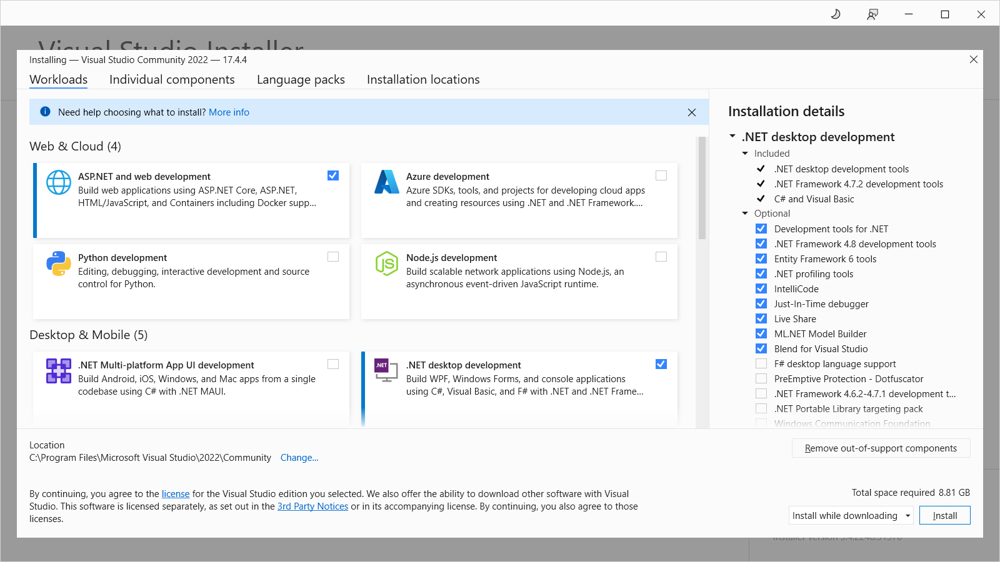 Visual Studio Installer
Installing — Visual Studio Community 2022 — 17.4.4
Workloads
Individual components
Language packs
Installation locations
Need help choosing what to install? More info
Web & Cloud (4)
ASP.NET and web development
Build web applications using ASP.NET Core, ASP.NET,
HTML/JavaScript, and Containers including Docker supp...
Azure development
Azure SDKs, tools, and projects for developing cloud apps
and creating resources using .NET and .NET Framework....
Python development
Editing, debugging, interactive development and source
control for Python.
JS
Node.js development
Build scalable network applications using Node.js, an
asynchronous event-driven JavaScript runtime.
Desktop & Mobile (5)
.NET Multi-platform App UI development
Build Android, iOS, Windows, and Mac apps from a single
codebase using C# with .NET MAUI.
.NET
.NET desktop development
Build WPF, Windows Forms, and console applications
using C#, Visual Basic, and F# with .NET and .NET Frame...
Installation details
.NET desktop development
Included
.NET desktop development tools
.NET Framework 4.7.2 development tools
C# and Visual Basic
Optional
Development tools for .NET
.NET Framework 4.8 development tools
Entity Framework 6 tools
.NET profiling tools
IntelliCode
Just-In-Time debugger
Live Share
ML.NET Model Builder
Blend for Visual Studio
F# desktop language support
PreEmptive Protection - Dotfuscator
.NET Framework 4.6.2-4.7.1 development t...
.NET Portable Library targeting pack
Windows Communication Foundation
Location
C:\Program Files\Microsoft Visual Studio\2022\Community Change...
Remove out-of-support components
By continuing, you agree to the license for the Visual Studio edition you selected. We also offer the ability to download other software with Visual
Studio. This software is licensed separately, as set out in the 3rd Party Notices or in its accompanying license. By continuing, you also agree to those
licenses.
Total space required 8.81 GB
Install while downloading
Install
Installer version